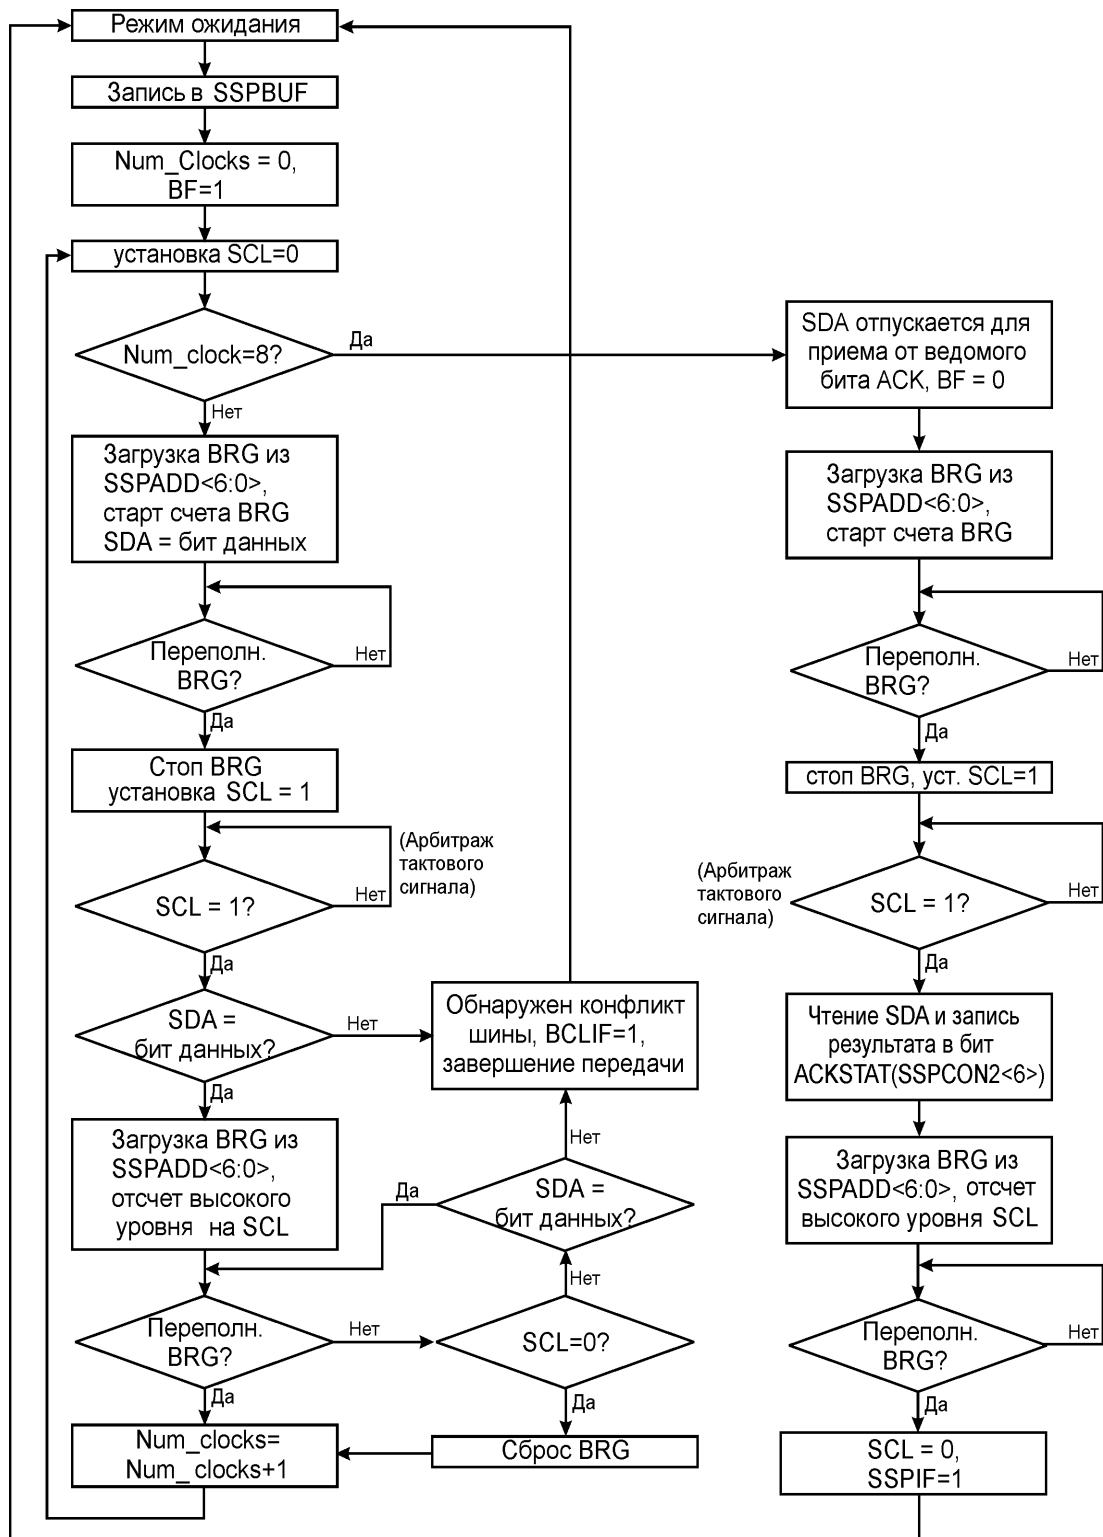 Режим ожидания
Запись в SSPBUF
Num_Clocks = 0,
BF=1
установка SCL=0
Num_clock=8?
Да
Нет
Загрузка BRG из
SSPADD<6:0>,
старт счета BRG
SDA = бит данных
Переполн.
BRG?
Нет
Да
Стоп BRG
установка SCL = 1
(Арбитраж
тактового
сигнала)
SCL = 1?
Нет
Да
SDA =
бит данных?
Нет
Да
Обнаружен конфликт
шины, BCLIF=1,
завершение передачи
Загрузка BRG из
SSPADD<6:0>,
отсчет высокого
уровня на SCL
Нет
SDA =
бит данных?
Да
Нет
Переполн.
BRG?
Нет
SCL=0?
Да
Да
Num_clocks=
Num_clocks+1
Сброс BRG
SDA отпускается для
приема от ведомого
бита ACK, BF = 0
Загрузка BRG из
SSPADD<6:0>,
старт счета BRG
Переполн.
BRG?
Нет
Да
стоп BRG, уст. SCL=1
(Арбитраж
тактового
сигнала)
SCL = 1?
Нет
Да
Чтение SDA и запись
результата в бит
ACKSTAT(SSPCON2<6>)
Загрузка BRG из
SSPADD<6:0>, отсчет
высокого уровня SCL
Переполн.
BRG?
Нет
Да
SCL = 0,
SSPIF=1